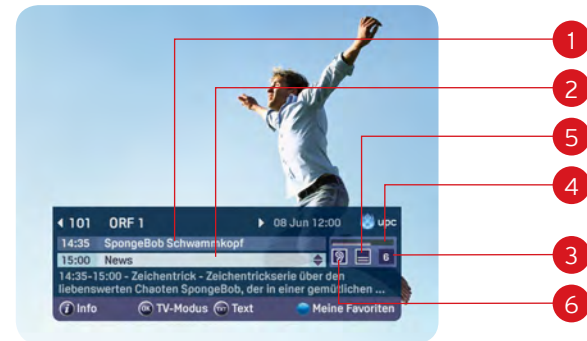 1
2
5
4
3
6
101 ORF 1 08 Jun 12:00 upc
14:35 SpongeBob Schwammkopf
15:00 News 6
14:35-15:00 - Zeichentrick - Zeichentrickserie über den
liebenswerten Chaoten SpongeBob, der in einer gemütlichen ...
i Info OK TV-Modus TXT Text Meine Favoriten